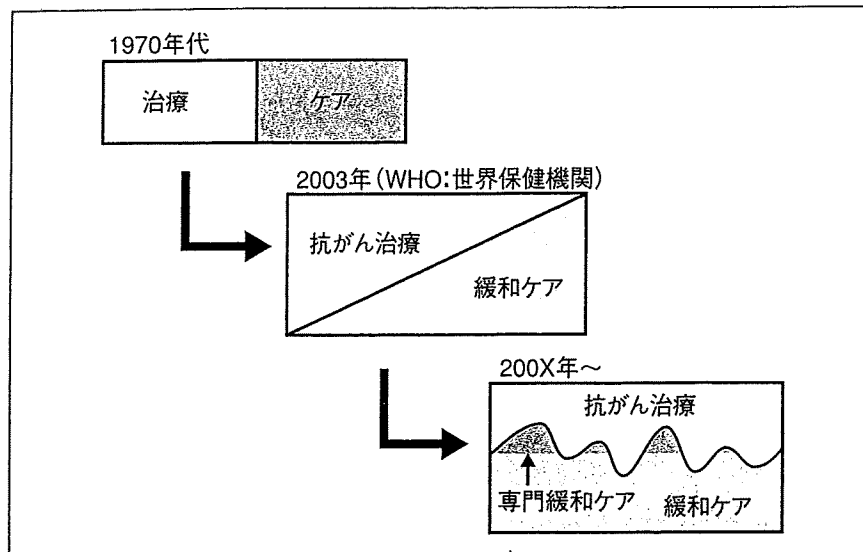 1970年代
治療
ケア
2003年(WHO:世界保健機関)
抗がん治療
緩和ケア
200X年～
抗がん治療
専門緩和ケア
緩和ケア